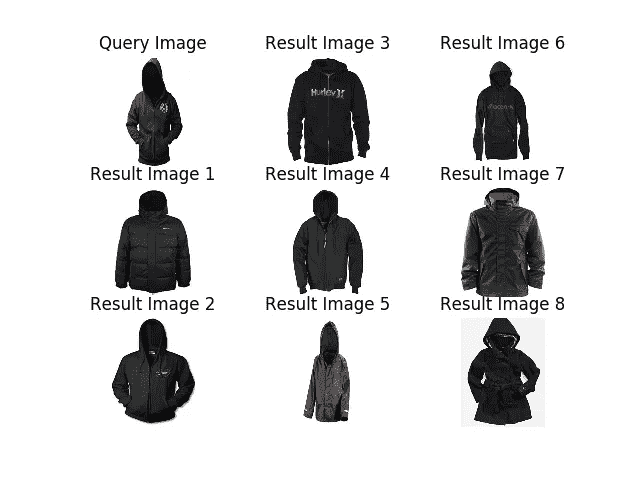 Query Image
Result Image 3
Result Image 6
Hurley
Result Image 1
Result Image 4
Result Image 7
Result Image 2
Result Image 5
Result Image 8